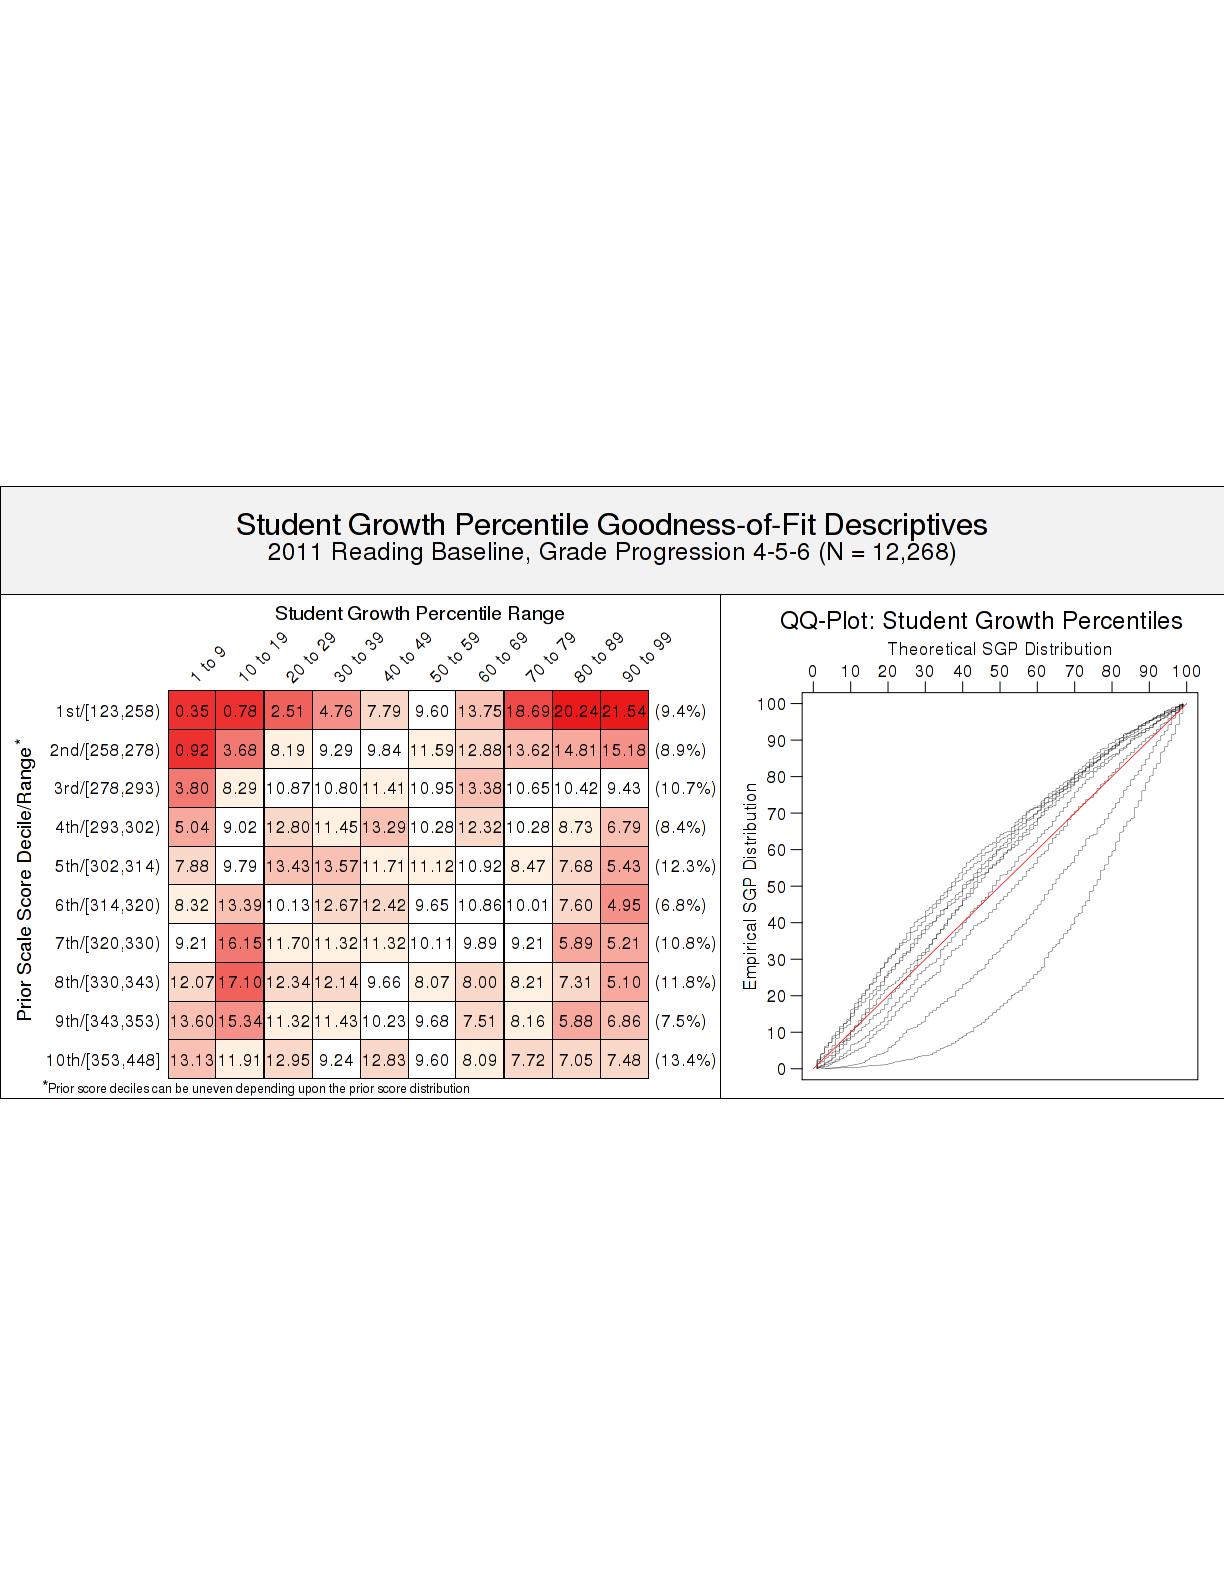 Student Growth Percentile Goodness-of-Fit Descriptives
2011 Reading Baseline, Grade Progression 4-5-6 (N = 12,268)
Student Growth Percentile Range
1 to 9 10 to 19 20 to 29 30 to 39 40 to 49 50 to 59 60 to 69 70 to 79 80 to 89 90 to 99
Prior Scale Score Decile/Range*
1st/[123,258) 0.35 0.78 2.51 4.76 7.79 9.60 13.75 18.69 20.24 21.54 (9.4%)
2nd/[258,278) 0.92 3.68 8.19 9.29 9.84 11.59 12.88 13.62 14.81 15.18 (8.9%)
3rd/[278,293) 3.80 8.29 10.87 10.80 11.41 10.95 13.38 10.65 10.42 9.43 (10.7%)
4th/[293,302) 5.04 9.02 12.80 11.45 13.29 10.28 12.32 10.28 8.73 6.79 (8.4%)
5th/[302,314) 7.88 9.79 13.43 13.57 11.71 11.12 10.92 8.47 7.68 5.43 (12.3%)
6th/[314,320) 8.32 13.39 10.13 12.67 12.42 9.65 10.86 10.01 7.60 4.95 (6.8%)
7th/[320,330) 9.21 16.15 11.70 11.32 11.32 10.11 9.89 9.21 5.89 5.21 (10.8%)
8th/[330,343) 12.07 17.10 12.34 12.14 9.66 8.07 8.00 8.21 7.31 5.10 (11.8%)
9th/[343,353) 13.60 15.34 11.32 11.43 10.23 9.68 7.51 8.16 5.88 6.86 (7.5%)
10th/[353,448] 13.13 11.91 12.95 9.24 12.83 9.60 8.09 7.72 7.05 7.48 (13.4%)
*Prior score deciles can be uneven depending upon the prior score distribution
QQ-Plot: Student Growth Percentiles
Theoretical SGP Distribution
0 10 20 30 40 50 60 70 80 90 100
Empirical SGP Distribution
100
90
80
70
60
50
40
30
20
10
0